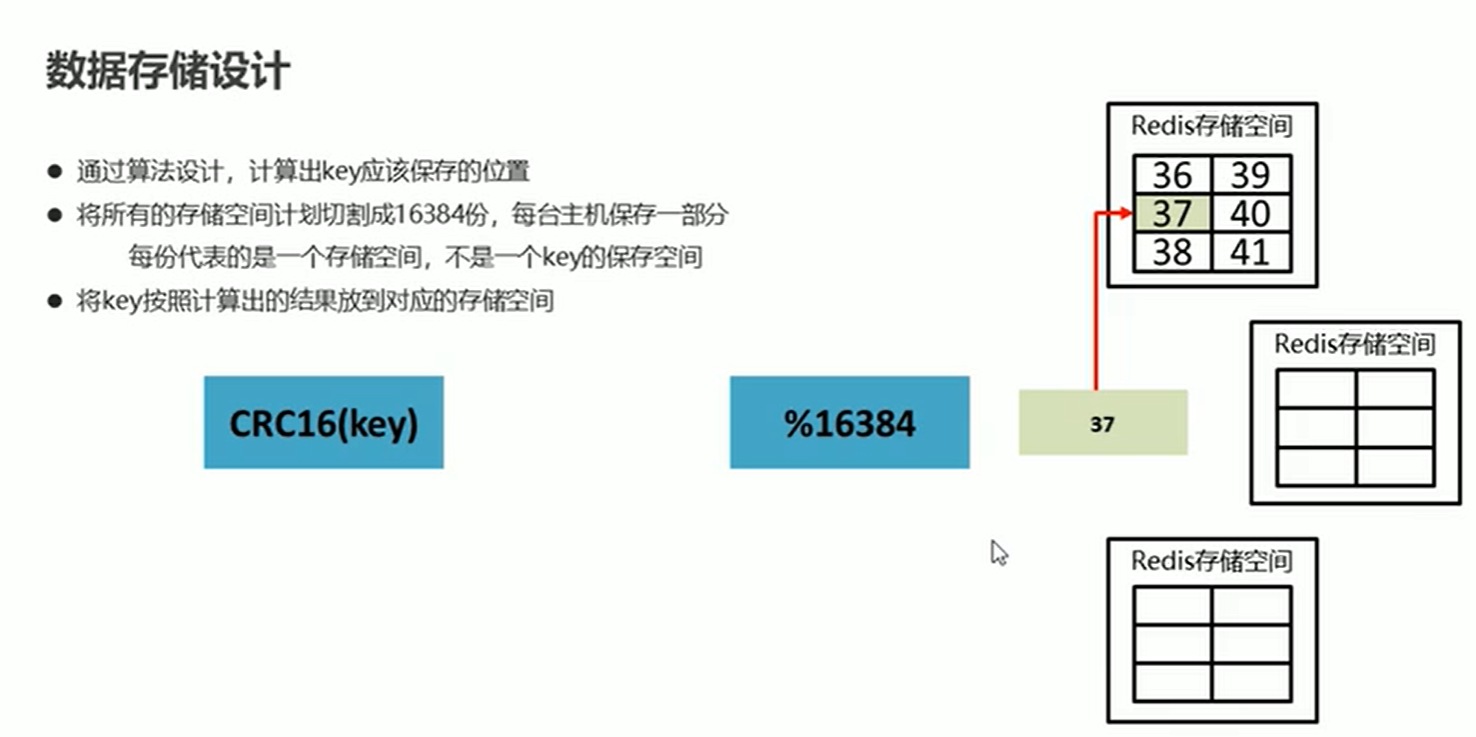 数据存储设计
● 通过算法设计，计算出key应该保存的位置
● 将所有的存储空间计划切割成16384份，每台主机保存一部分
每份代表的是一个存储空间，不是一个key的保存空间
● 将key按照计算出的结果放到对应的存储空间
CRC16(key)
%16384
37
Redis存储空间
36 39
37 40
38 41
Redis存储空间
Redis存储空间